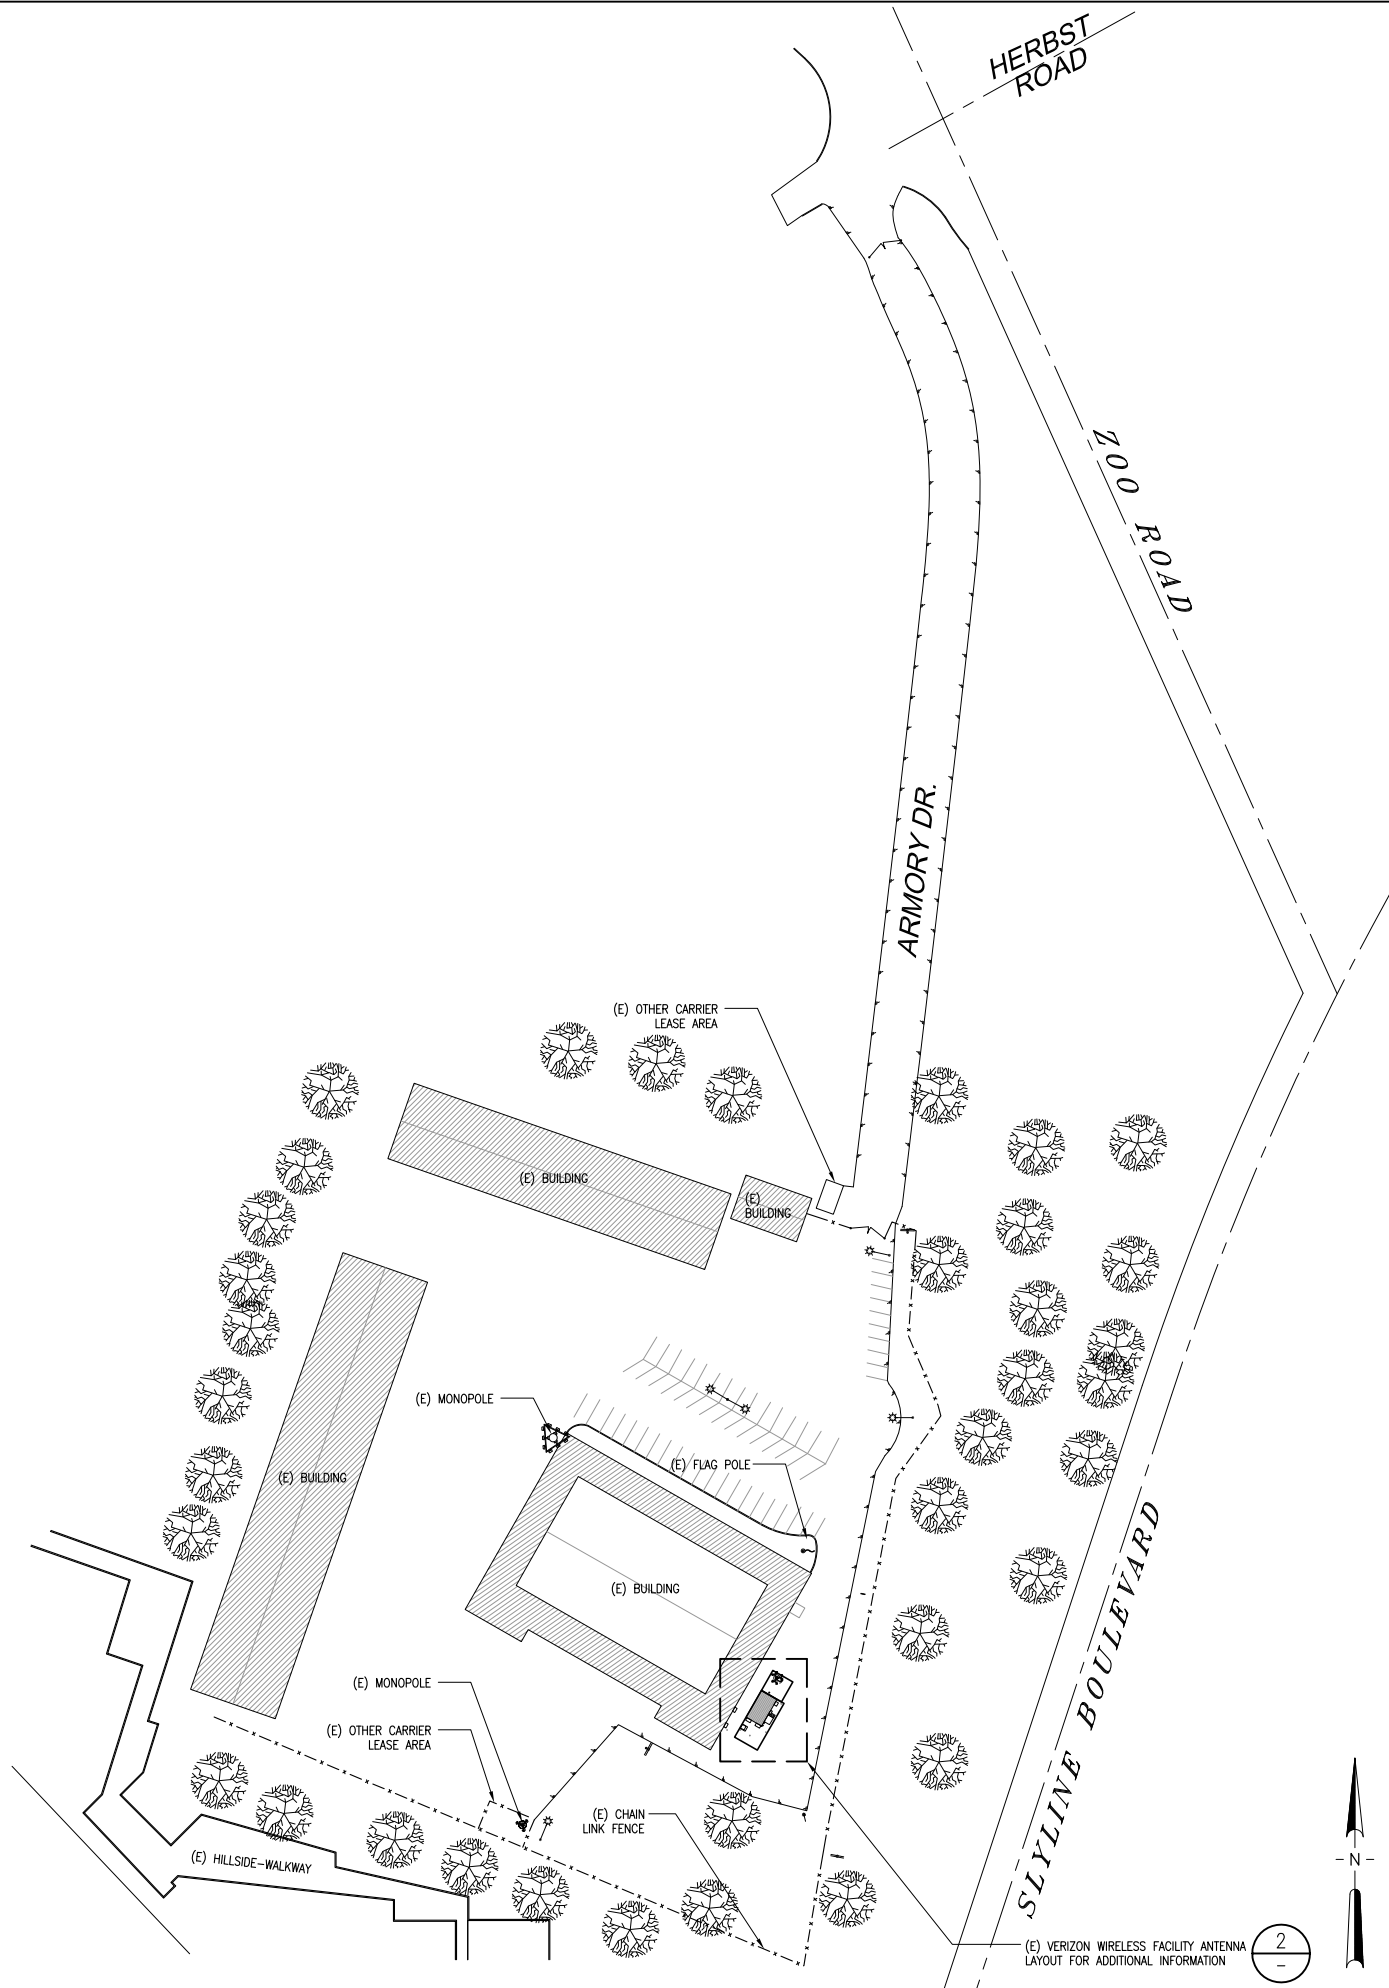 HERBST
ROAD
ZOO ROAD
ARMORY DR.
(E) OTHER CARRIER
LEASE AREA
(E) BUILDING
(E)
BUILDING
(E) MONOPOLE
(E) FLAG POLE
(E) BUILDING
(E) BUILDING
SLYLINE BOULEVARD
(E) MONOPOLE
(E) OTHER CARRIER
LEASE AREA
(E) CHAIN
LINK FENCE
(E) HILLSIDE-WALKWAY
-N-
(E) VERIZON WIRELESS FACILITY ANTENNA
LAYOUT FOR ADDITIONAL INFORMATION
2
-